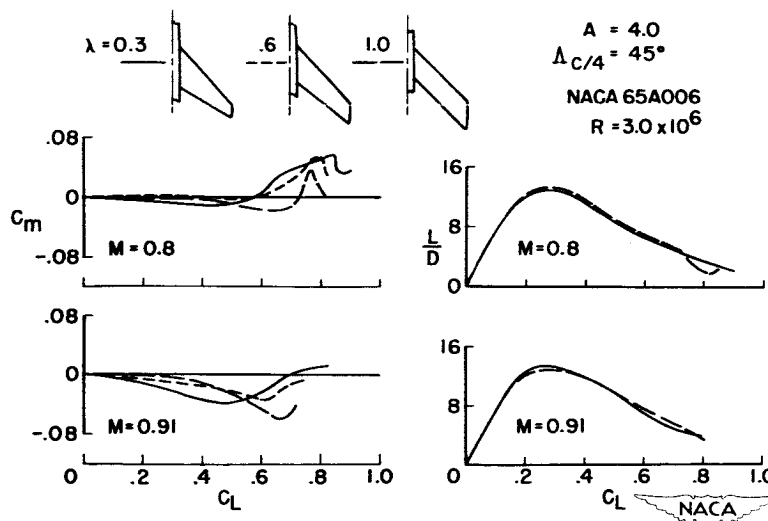 λ = 0.3
.6
1.0
A = 4.0
Λ C/4 = 45°
NACA 65A006
R = 3.0 x 10⁶
.08
0
-.08
Cm
M = 0.8
16
8
0
L/D
M = 0.8
.08
0
-.08
M = 0.91
0 .2 .4 .6 .8 1.0
CL
16
8
0
M = 0.91
.2 .4 .6 .8 1.0
CL
NACA